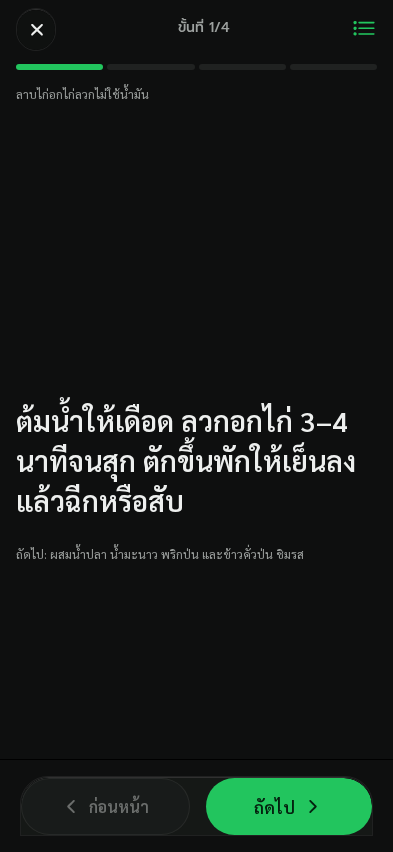 ขั้นที่ 1/4
ลาบไก่อกไก่ลวกไม่ใช้น้ำมัน
ต้มน้ำให้เดือด ลวกอกไก่ 3–4
นาทีจนสุก ตักขึ้นพักให้เย็นลง
แล้วฉีกหรือสับ
ถัดไป: ผสมน้ำปลา น้ำมะนาว พริกป่น และข้าวคั่วป่น ชิมรส
ก่อนหน้า
ถัดไป